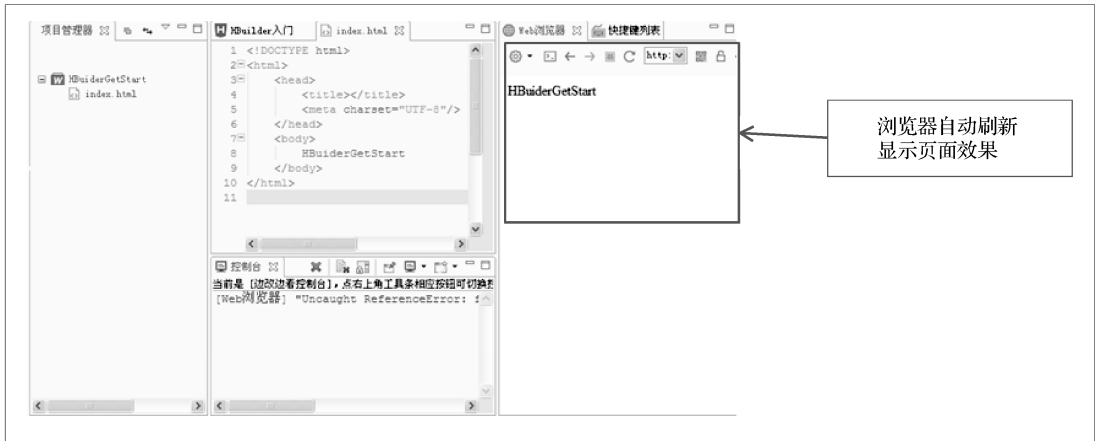 项目管理器
HBuiderGetStart
index.html
HBuilder入门
index.html
1 <!DOCTYPE html>
2 <html>
3 <head>
4 <title></title>
5 <meta charset="UTF-8"/>
6 </head>
7 <body>
8 HBuiderGetStart
9 </body>
10 </html>
11
控制台
当前是 [边改边看控制台]，点右上角工具条相应按钮可切换
[Web浏览器] "Uncaught ReferenceError:
Web浏览器
快捷键列表
http:
HBuiderGetStart
浏览器自动刷新
显示页面效果